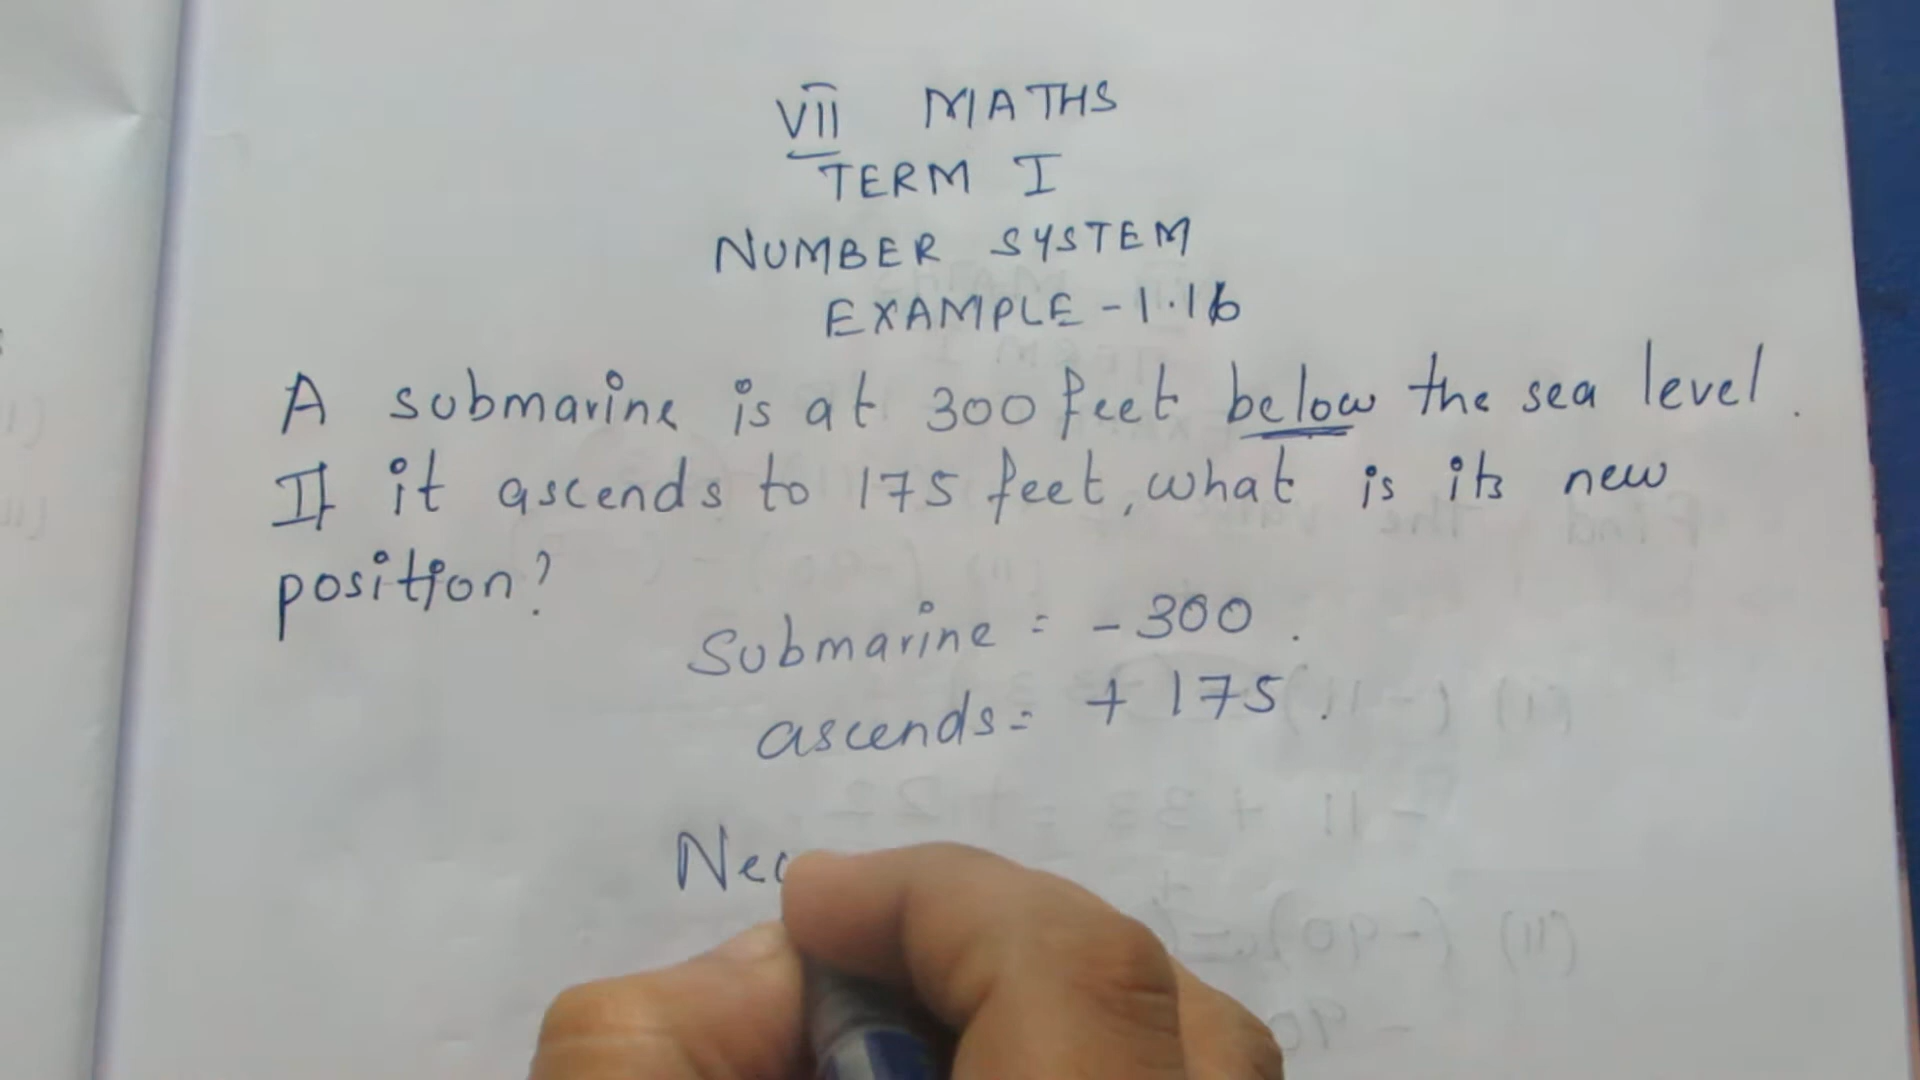 VII MATHS
TERM I
NUMBER SYSTEM
EXAMPLE - 1.16
A submarine is at 300 feet below the sea level.
If it ascends to 175 feet, what is its new
position?
Submarine = - 300.
ascends = + 175.